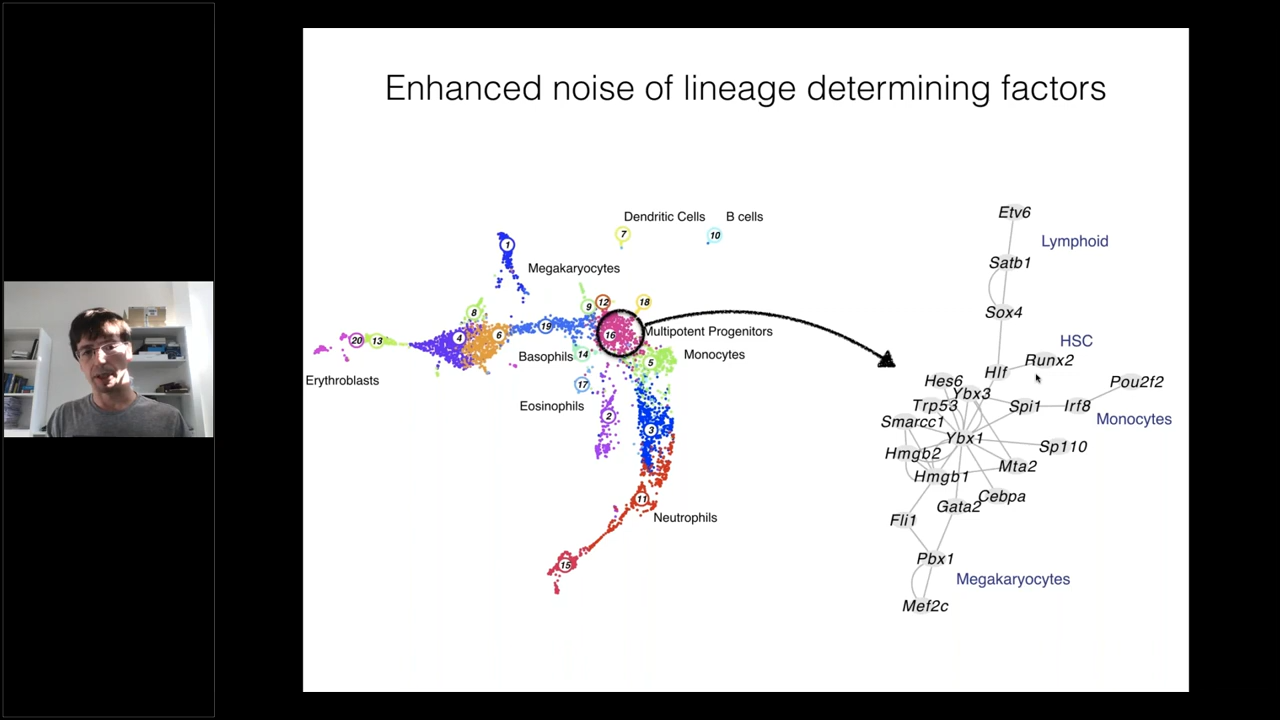 Enhanced noise of lineage determining factors
Dendritic Cells
B cells
7
10
1
Megakaryocytes
8
9
12
18
20
13
4
6
19
16
Multipotent Progenitors
Basophils
14
5
Monocytes
Erythroblasts
17
Eosinophils
2
3
11
Neutrophils
15
Etv6
Lymphoid
Satb1
Sox4
HSC
Runx2
Hlf
Hes6
Ybx3
Pou2f2
Trp53
Spi1
Irf8
Monocytes
Smarcc1
Ybx1
Sp110
Hmgb2
Mta2
Hmgb1
Cebpa
Gata2
Fli1
Pbx1
Megakaryocytes
Mef2c